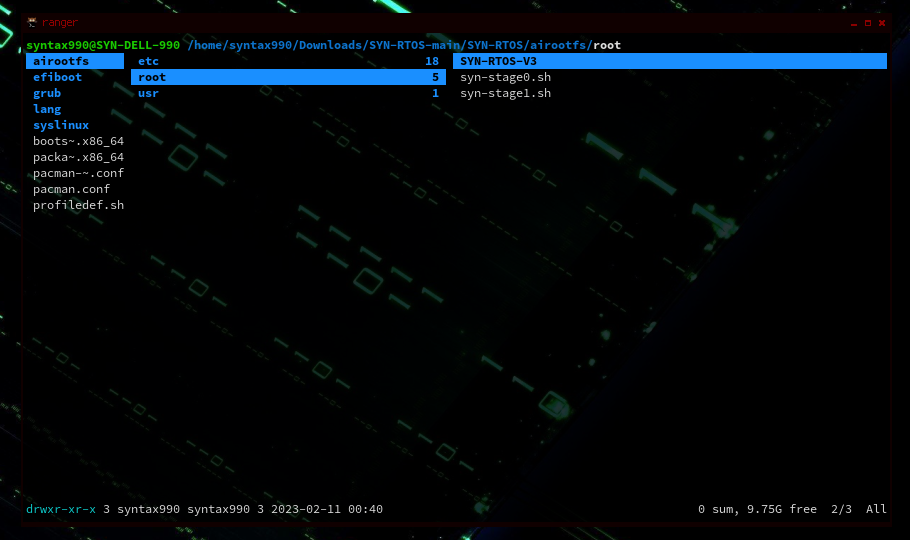 ranger
syntax990@SYN-DELL-990 /home/syntax990/Downloads/SYN-RTOS-main/SYN-RTOS/airootfs/root
airootfs etc 18 SYN-RTOS-V3
efiboot root 5 syn-stage0.sh
grub usr 1 syn-stage1.sh
lang
syslinux
boots~.x86_64
packa~.x86_64
pacman-~.conf
pacman.conf
profiledef.sh
drwxr-xr-x 3 syntax990 syntax990 3 2023-02-11 00:40 0 sum, 9.75G free 2/3 All